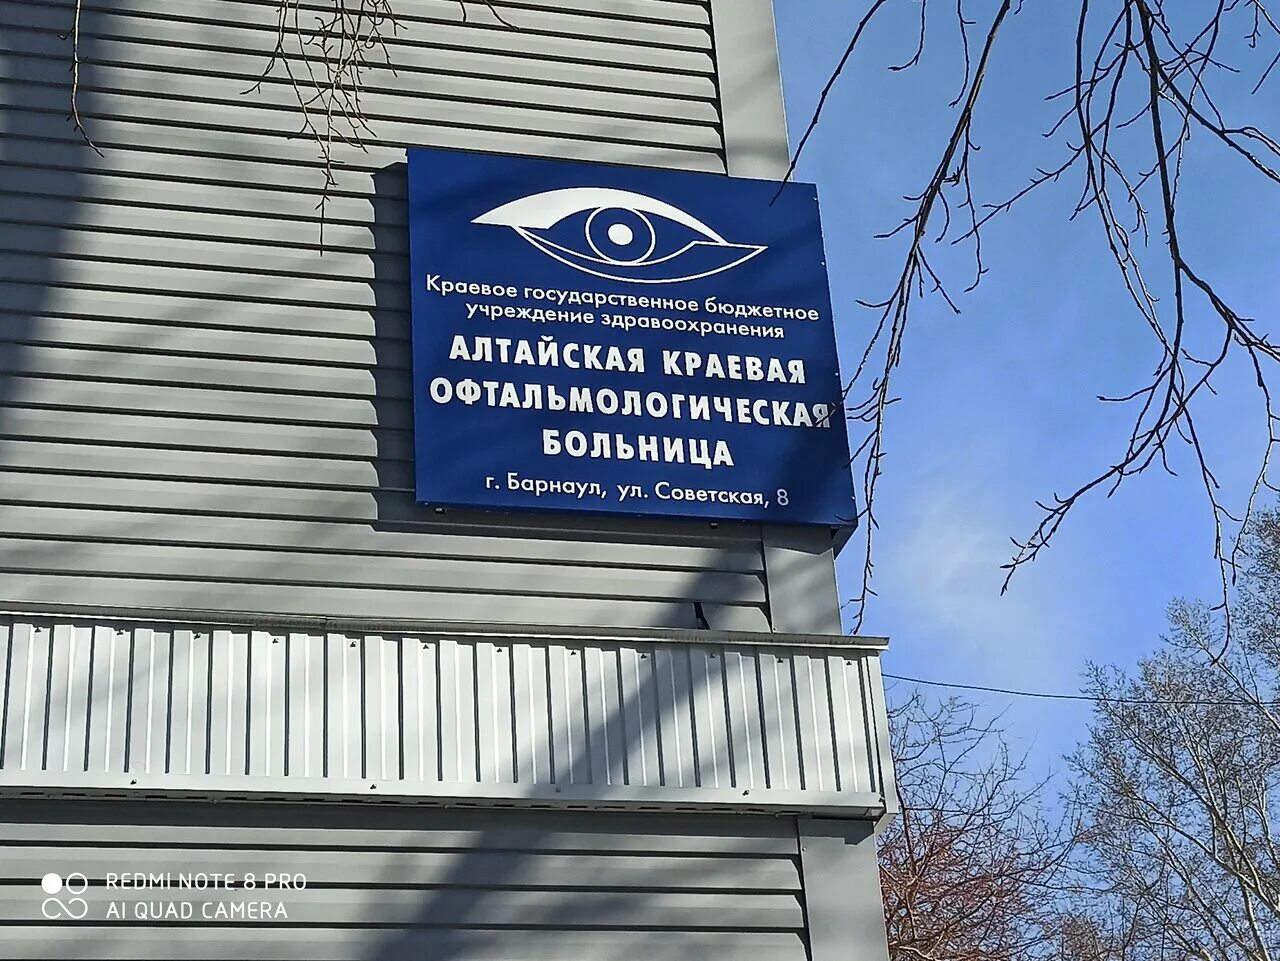 Краевое государственное бюджетное
учреждение здравоохранения
АЛТАЙСКАЯ КРАЕВАЯ
ОФТАЛЬМОЛОГИЧЕСКАЯ
БОЛЬНИЦА
г. Барнаул, ул. Советская, 8
REDMI NOTE 8 PRO
AI QUAD CAMERA